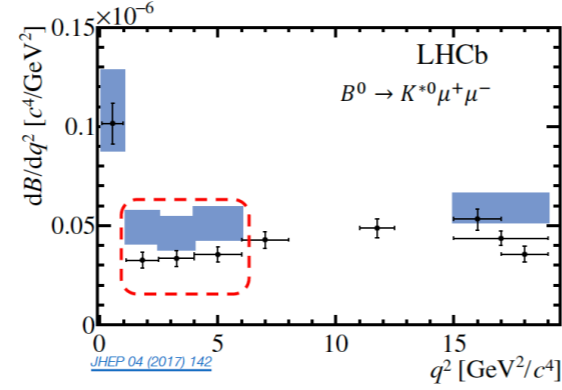 ×10⁻⁶
0.15
LHCb
B⁰ → K*⁰μ⁺μ⁻
dB/dq² [c⁴/GeV²]
0.1
0.05
0
0 5 10 15
JHEP 04 (2017) 142
q² [GeV²/c⁴]